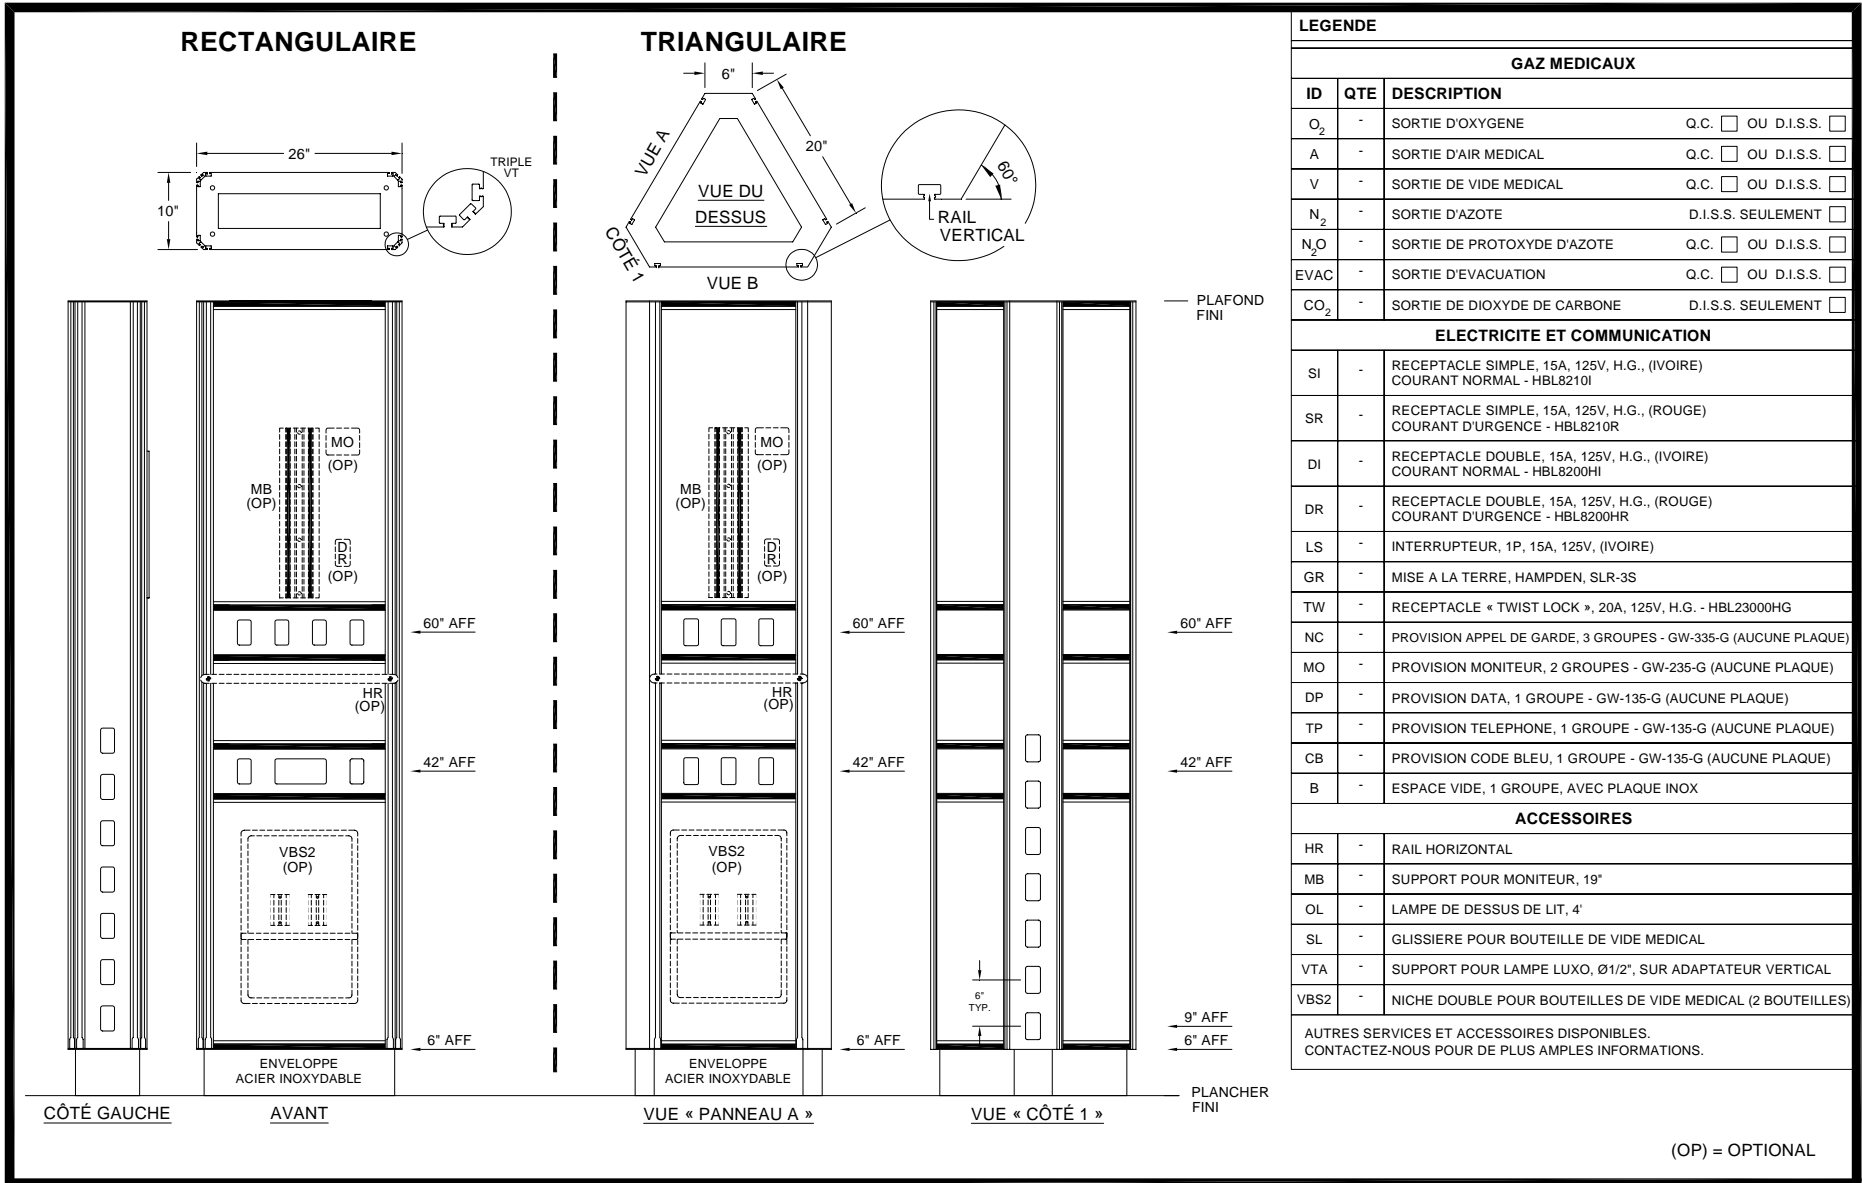 RECTANGULAIRE
26"
10"
TRIPLE
VT
TRIANGULAIRE
6"
20"
VUE A
VUE DU
DESSUS
CÔTÉ 1
VUE B
60°
RAIL
VERTICAL
MO
(OP)
MB
(OP)
D
R
(OP)
60" AFF
HR
(OP)
42" AFF
VBS2
(OP)
6" AFF
ENVELOPPE
ACIER INOXYDABLE
CÔTÉ GAUCHE
AVANT
MO
(OP)
MB
(OP)
D
R
(OP)
60" AFF
HR
(OP)
42" AFF
VBS2
(OP)
6" AFF
ENVELOPPE
ACIER INOXYDABLE
VUE « PANNEAU A »
PLAFOND
FINI
60" AFF
42" AFF
6"
TYP.
9" AFF
6" AFF
PLANCHER
FINI
VUE « CÔTÉ 1 »
LEGENDE
GAZ MEDICAUX
ID QTE DESCRIPTION
O2 - SORTIE D'OXYGENE Q.C. OU D.I.S.S.
A - SORTIE D'AIR MEDICAL Q.C. OU D.I.S.S.
V - SORTIE DE VIDE MEDICAL Q.C. OU D.I.S.S.
N2 - SORTIE D'AZOTE D.I.S.S. SEULEMENT
N2O - SORTIE DE PROTOXYDE D'AZOTE Q.C. OU D.I.S.S.
EVAC - SORTIE D'EVACUATION Q.C. OU D.I.S.S.
CO2 - SORTIE DE DIOXYDE DE CARBONE D.I.S.S. SEULEMENT
ELECTRICITE ET COMMUNICATION
SI - RECEPTACLE SIMPLE, 15A, 125V, H.G., (IVOIRE)
COURANT NORMAL - HBL8210I
SR - RECEPTACLE SIMPLE, 15A, 125V, H.G., (ROUGE)
COURANT D'URGENCE - HBL8210R
DI - RECEPTACLE DOUBLE, 15A, 125V, H.G., (IVOIRE)
COURANT NORMAL - HBL8200HI
DR - RECEPTACLE DOUBLE, 15A, 125V, H.G., (ROUGE)
COURANT D'URGENCE - HBL8200HR
LS - INTERRUPTEUR, 1P, 15A, 125V, (IVOIRE)
GR - MISE A LA TERRE, HAMPDEN, SLR-3S
TW - RECEPTACLE « TWIST LOCK », 20A, 125V, H.G. - HBL23000HG
NC - PROVISION APPEL DE GARDE, 3 GROUPES - GW-335-G (AUCUNE PLAQUE)
MO - PROVISION MONITEUR, 2 GROUPES - GW-235-G (AUCUNE PLAQUE)
DP - PROVISION DATA, 1 GROUPE - GW-135-G (AUCUNE PLAQUE)
TP - PROVISION TELEPHONE, 1 GROUPE - GW-135-G (AUCUNE PLAQUE)
CB - PROVISION CODE BLEU, 1 GROUPE - GW-135-G (AUCUNE PLAQUE)
B - ESPACE VIDE, 1 GROUPE, AVEC PLAQUE INOX
ACCESSOIRES
HR - RAIL HORIZONTAL
MB - SUPPORT POUR MONITEUR, 19"
OL - LAMPE DE DESSUS DE LIT, 4'
SL - GLISSIERE POUR BOUTEILLE DE VIDE MEDICAL
VTA - SUPPORT POUR LAMPE LUXO, Ø1/2", SUR ADAPTATEUR VERTICAL
VBS2 - NICHE DOUBLE POUR BOUTEILLES DE VIDE MEDICAL (2 BOUTEILLES)
AUTRES SERVICES ET ACCESSOIRES DISPONIBLES.
CONTACTEZ-NOUS POUR DE PLUS AMPLES INFORMATIONS.
(OP) = OPTIONAL